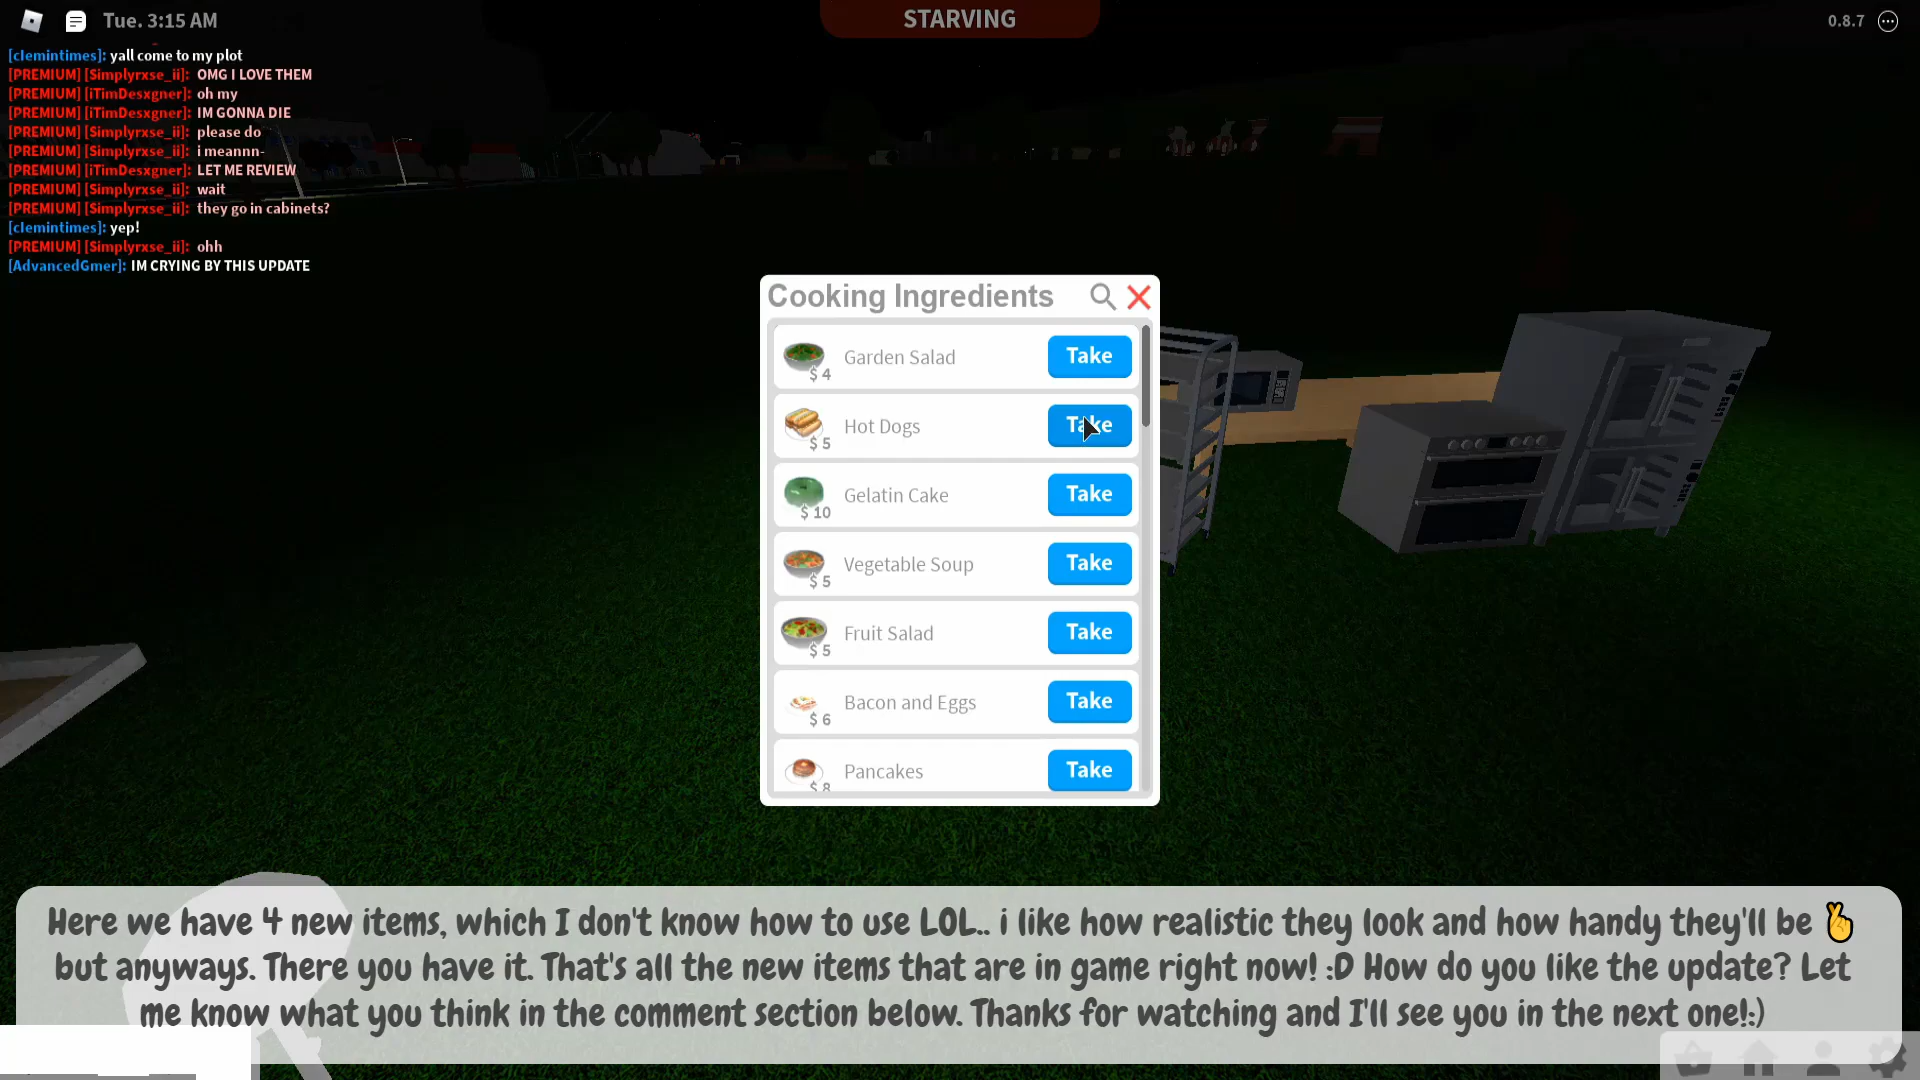 Tue. 3:15 AM
STARVING
0.8.7
[clemintimes]: yall come to my plot
[PREMIUM] [Simplyrxse_ii]: OMG I LOVE THEM
[PREMIUM] [iTimDesxgner]: oh my
[PREMIUM] [iTimDesxgner]: IM GONNA DIE
[PREMIUM] [Simplyrxse_ii]: please do
[PREMIUM] [Simplyrxse_ii]: i meannn-
[PREMIUM] [iTimDesxgner]: LET ME REVIEW
[PREMIUM] [Simplyrxse_ii]: wait
[PREMIUM] [Simplyrxse_ii]: they go in cabinets?
[clemintimes]: yep!
[PREMIUM] [Simplyrxse_ii]: ohh
[AdvancedGmer]: IM CRYING BY THIS UPDATE
Cooking Ingredients
Garden Salad
$ 4
Take
Hot Dogs
$ 5
Take
Gelatin Cake
$ 10
Take
Vegetable Soup
$ 5
Take
Fruit Salad
$ 5
Take
Bacon and Eggs
$ 6
Take
Pancakes
$ 8
Take
Here we have 4 new items, which I don't know how to use LOL.. i like how realistic they look and how handy they'll be 🫰
but anyways. There you have it. That's all the new items that are in game right now! :D How do you like the update? Let
me know what you think in the comment section below. Thanks for watching and I'll see you in the next one!:)